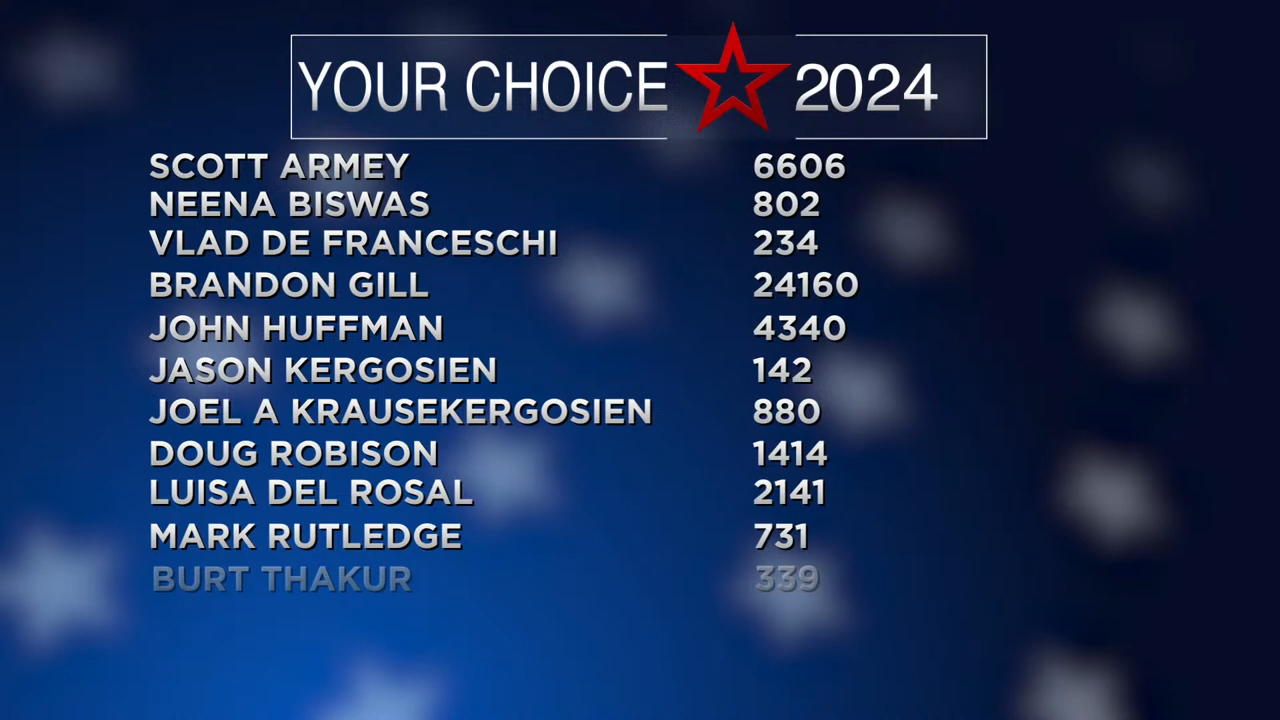 YOUR CHOICE 2024
SCOTT ARMEY 6606
NEENA BISWAS 802
VLAD DE FRANCESCHI 234
BRANDON GILL 24160
JOHN HUFFMAN 4340
JASON KERGOSIEN 142
JOEL A KRAUSEKERGOSIEN 880
DOUG ROBISON 1414
LUISA DEL ROSAL 2141
MARK RUTLEDGE 731
BURT THAKUR 339